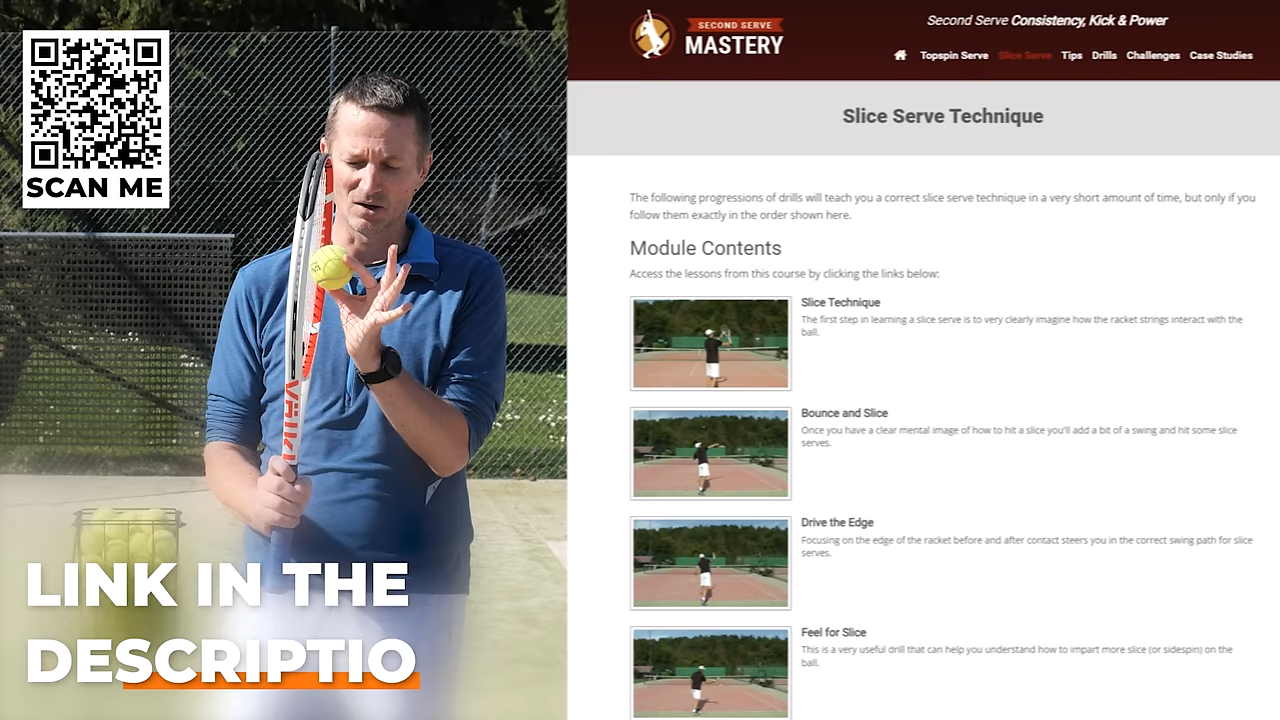 SCAN ME
LINK IN THE
DESCRIPTIO
SECOND SERVE
MASTERY
Second Serve Consistency, Kick & Power
Topspin Serve Slice Serve Tips Drills Challenges Case Studies
Slice Serve Technique
The following progressions of drills will teach you a correct slice serve technique in a very short amount of time, but only if you
follow them exactly in the order shown here.
Module Contents
Access the lessons from this course by clicking the links below:
Slice Technique
The first step in learning a slice serve is to very clearly imagine how the racket strings interact with the
ball.
Bounce and Slice
Once you have a clear mental image of how to hit a slice you'll add a bit of a swing and hit some slice
serves.
Drive the Edge
Focusing on the edge of the racket before and after contact steers you in the correct swing path for slice
serves.
Feel for Slice
This is a very useful drill that can help you understand how to impart more slice (or sidespin) on the
ball.